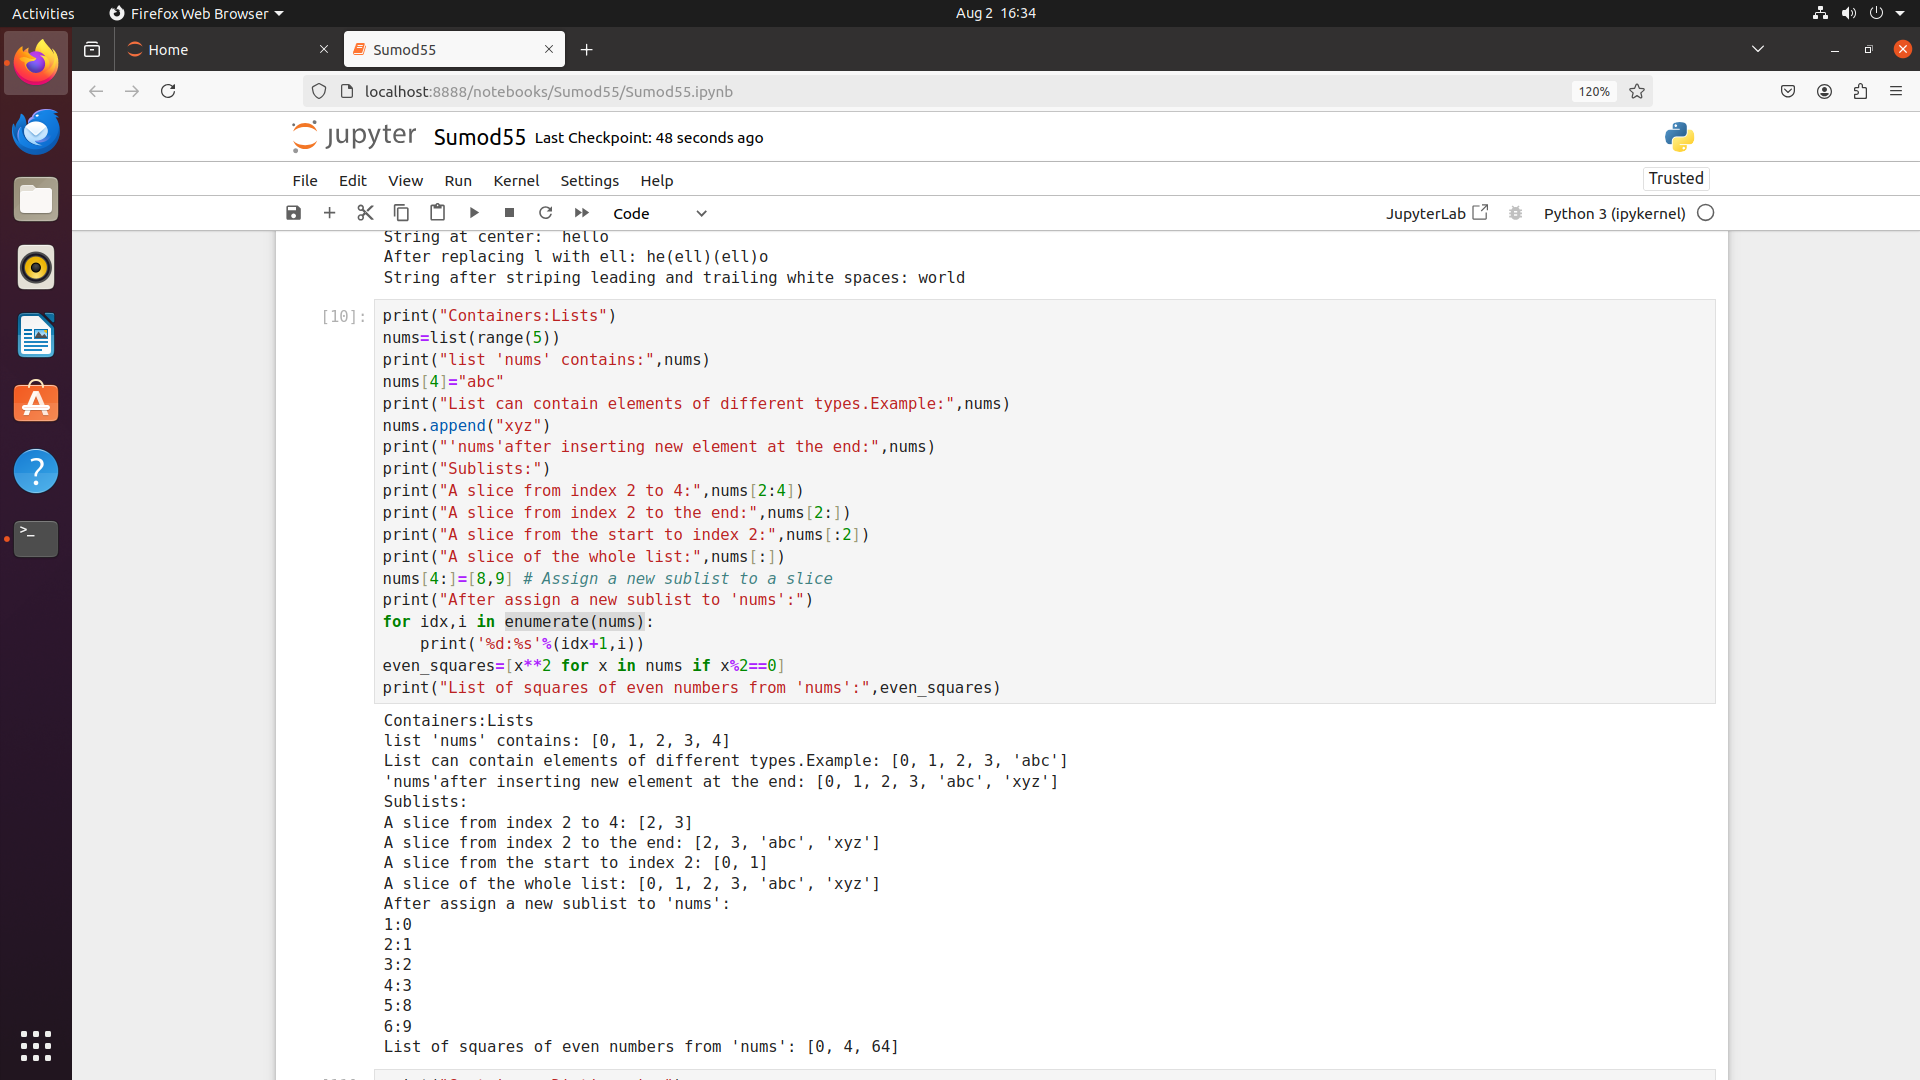 Activities
Firefox Web Browser
Aug 2 16:34
Home
Sumod55
localhost:8888/notebooks/Sumod55/Sumod55.ipynb
120%
jupyter
Sumod55
Last Checkpoint: 48 seconds ago
File Edit View Run Kernel Settings Help
Trusted
Code
JupyterLab
Python 3 (ipykernel)
String at center:  hello
After replacing l with ell: he(ell)(ell)o
String after striping leading and trailing white spaces: world
[10]:
print("Containers:Lists")
nums=list(range(5))
print("list 'nums' contains:",nums)
nums[4]="abc"
print("List can contain elements of different types.Example:",nums)
nums.append("xyz")
print("'nums'after inserting new element at the end:",nums)
print("Sublists:")
print("A slice from index 2 to 4:",nums[2:4])
print("A slice from index 2 to the end:",nums[2:])
print("A slice from the start to index 2:",nums[:2])
print("A slice of the whole list:",nums[:])
nums[4:]=[8,9] # Assign a new sublist to a slice
print("After assign a new sublist to 'nums':")
for idx,i in enumerate(nums):
    print('%d:%s'%(idx+1,i))
even_squares=[x**2 for x in nums if x%2==0]
print("List of squares of even numbers from 'nums':",even_squares)
Containers:Lists
list 'nums' contains: [0, 1, 2, 3, 4]
List can contain elements of different types.Example: [0, 1, 2, 3, 'abc']
'nums'after inserting new element at the end: [0, 1, 2, 3, 'abc', 'xyz']
Sublists:
A slice from index 2 to 4: [2, 3]
A slice from index 2 to the end: [2, 3, 'abc', 'xyz']
A slice from the start to index 2: [0, 1]
A slice of the whole list: [0, 1, 2, 3, 'abc', 'xyz']
After assign a new sublist to 'nums':
1:0
2:1
3:2
4:3
5:8
6:9
List of squares of even numbers from 'nums': [0, 4, 64]